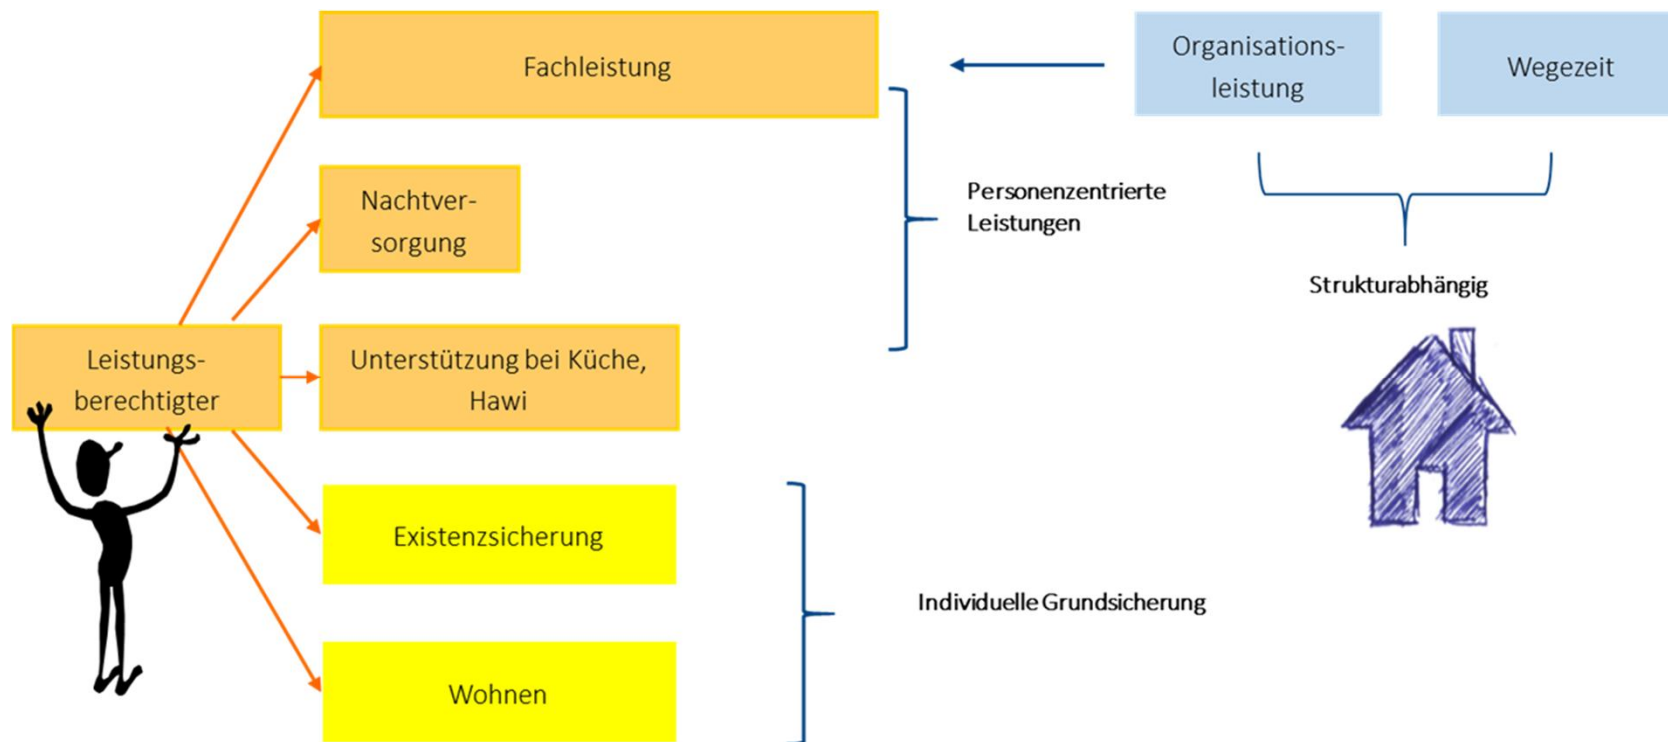 Fachleistung
Organisations-
leistung
Wegezeit
Nachtver-
sorgung
Personenzentrierte
Leistungen
Strukturabhängig
Leistungs-
berechtigter
Unterstützung bei Küche,
Hawi
Existenzsicherung
Individuelle Grundsicherung
Wohnen